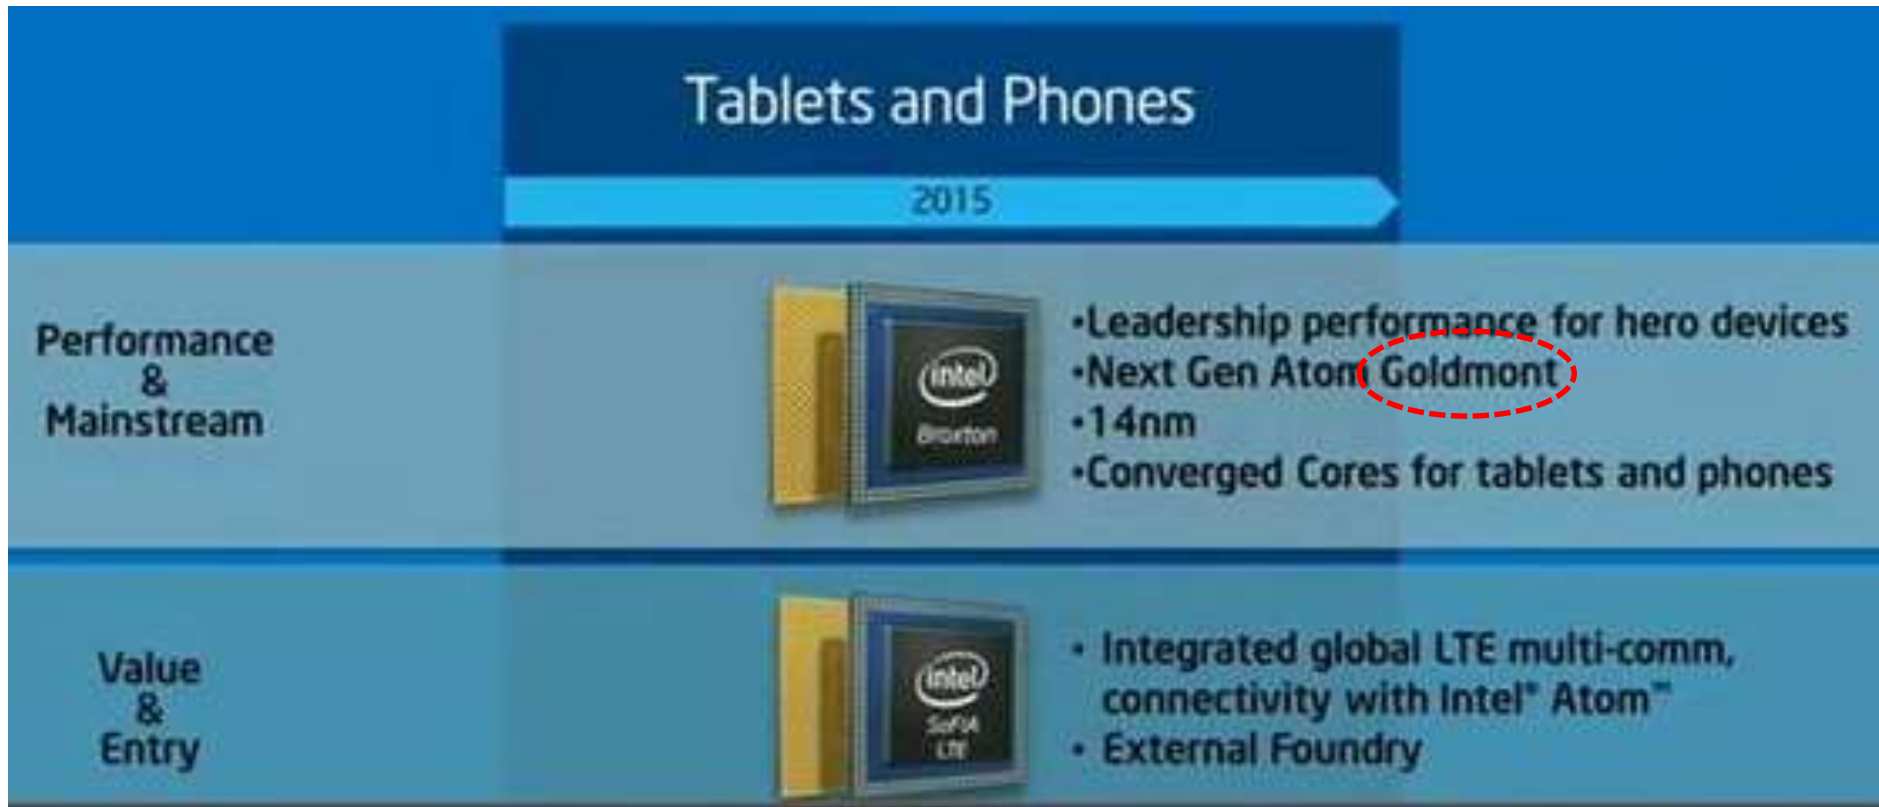 Tablets and Phones
2015
Performance
&
Mainstream
intel
Broxton
•Leadership performance for hero devices
•Next Gen Atom Goldmont
•14nm
•Converged Cores for tablets and phones
Value
&
Entry
intel
SoFIA
LTE
• Integrated global LTE multi-comm,
connectivity with Intel® Atom™
• External Foundry